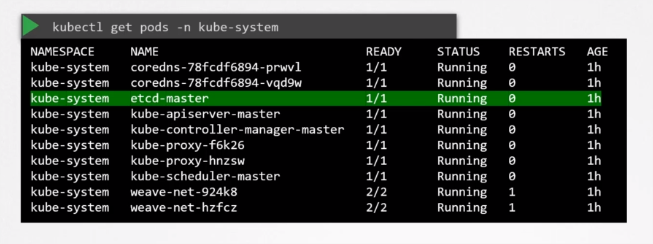 kubectl get pods -n kube-system
NAMESPACE NAME READY STATUS RESTARTS AGE
kube-system coredns-78fcdf6894-prwvl 1/1 Running 0 1h
kube-system coredns-78fcdf6894-vqd9w 1/1 Running 0 1h
kube-system etcd-master 1/1 Running 0 1h
kube-system kube-apiserver-master 1/1 Running 0 1h
kube-system kube-controller-manager-master 1/1 Running 0 1h
kube-system kube-proxy-f6k26 1/1 Running 0 1h
kube-system kube-proxy-hnzsw 1/1 Running 0 1h
kube-system kube-scheduler-master 1/1 Running 0 1h
kube-system weave-net-924k8 2/2 Running 1 1h
kube-system weave-net-hzfcz 2/2 Running 1 1h